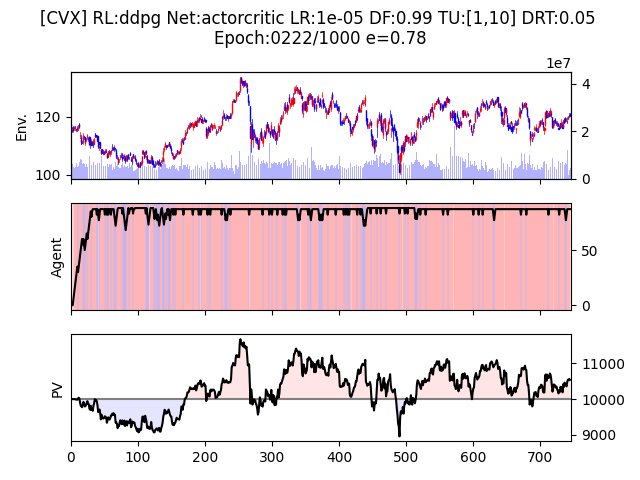 [CVX] RL:ddpg Net:actorcritic LR:1e-05 DF:0.99 TU:[1,10] DRT:0.05
Epoch:0222/1000 e=0.78
1e7
Env.
120
100
4
2
0
Agent
50
0
PV
11000
10000
9000
0 100 200 300 400 500 600 700